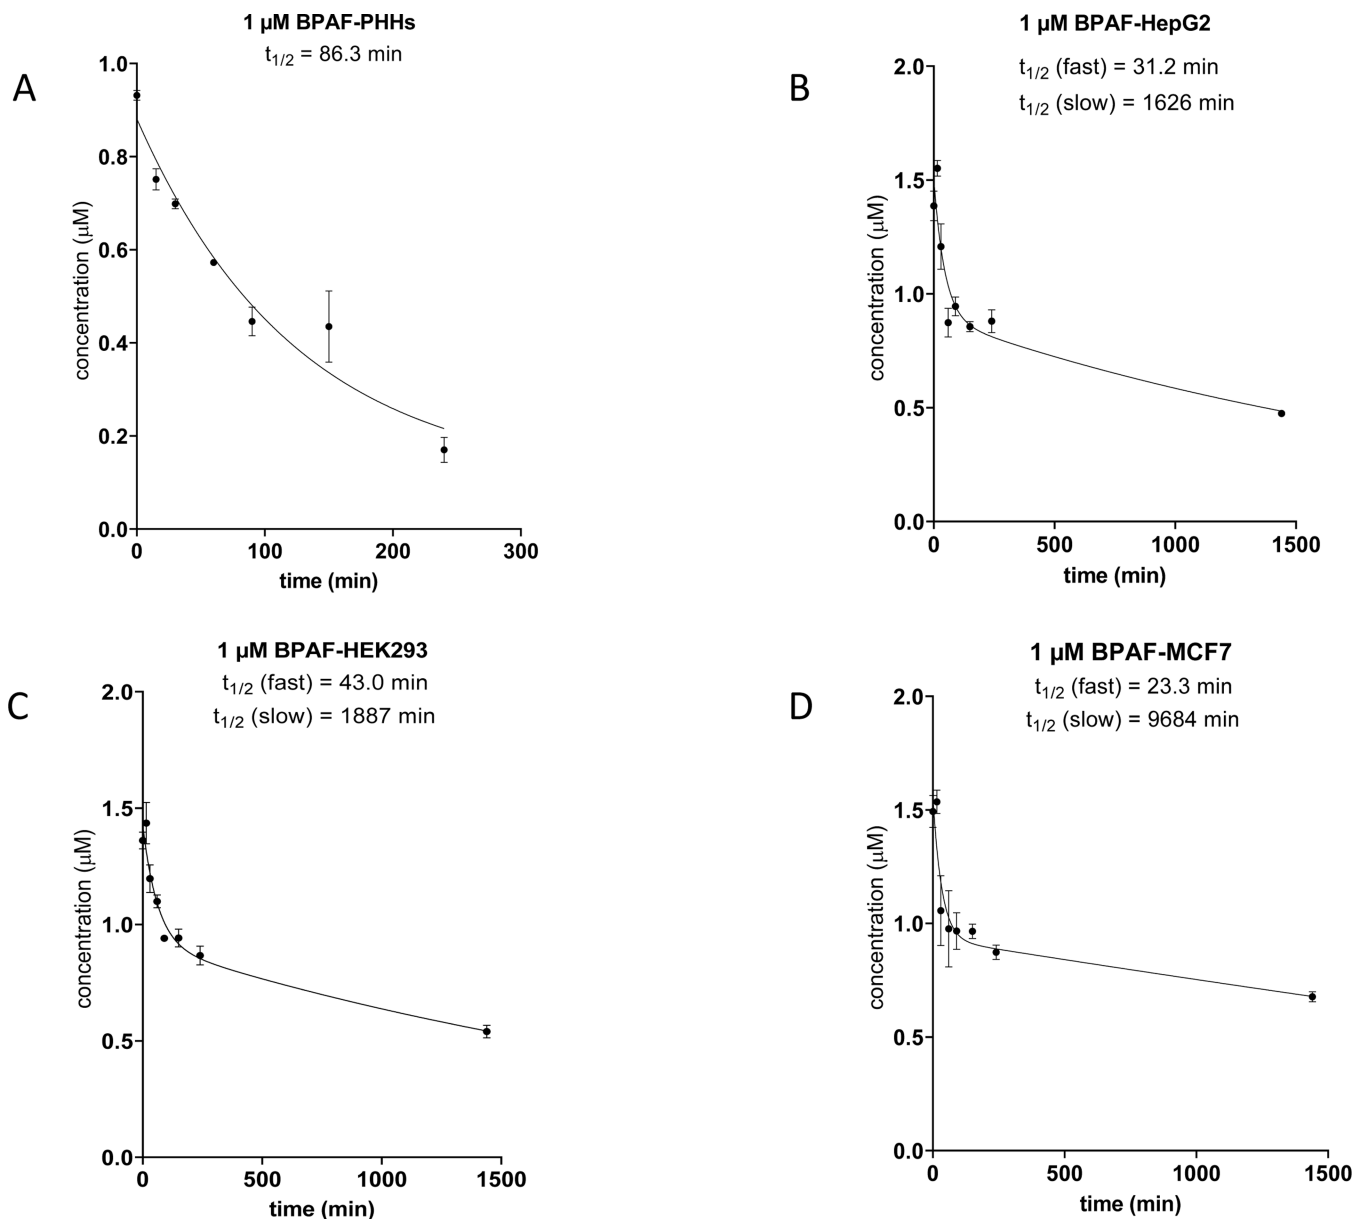 A
1 µM BPAF-PHHs
t1/2 = 86.3 min
concentration (µM)
1.0
0.8
0.6
0.4
0.2
0.0
0 100 200 300
time (min)
B
1 µM BPAF-HepG2
t1/2 (fast) = 31.2 min
t1/2 (slow) = 1626 min
concentration (µM)
2.0
1.5
1.0
0.5
0.0
0 500 1000 1500
time (min)
C
1 µM BPAF-HEK293
t1/2 (fast) = 43.0 min
t1/2 (slow) = 1887 min
concentration (µM)
2.0
1.5
1.0
0.5
0.0
0 500 1000 1500
time (min)
D
1 µM BPAF-MCF7
t1/2 (fast) = 23.3 min
t1/2 (slow) = 9684 min
concentration (µM)
2.0
1.5
1.0
0.5
0.0
0 500 1000 1500
time (min)